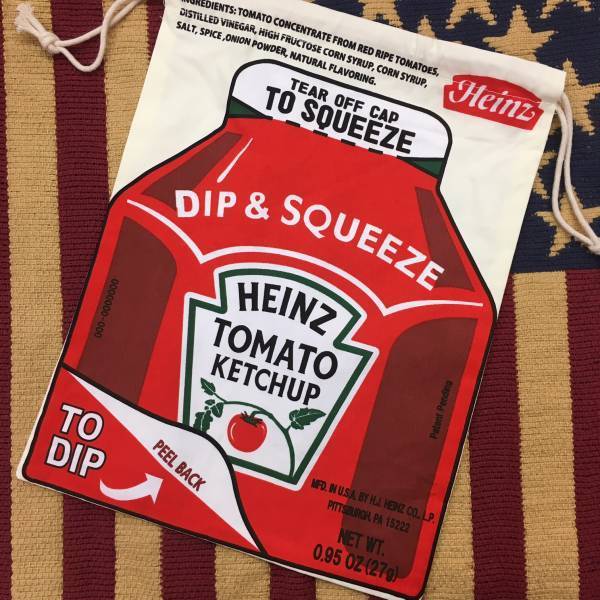 INGREDIENTS: TOMATO CONCENTRATE FROM RED RIPE TOMATOES,
DISTILLED VINEGAR, HIGH FRUCTOSE CORN SYRUP, CORN SYRUP,
SALT, SPICE ,ONION POWDER, NATURAL FLAVORING.
Heinz
TEAR OFF CAP
TO SQUEEZE
DIP & SQUEEZE
000-0000000
HEINZ
TOMATO
KETCHUP
Patent Pending
TO
DIP
PEEL BACK
MFD. IN U.S.A. BY H.J. HEINZ CO., L.P.
PITTSBURGH, PA 15222
NET WT.
0.95 OZ (27g)